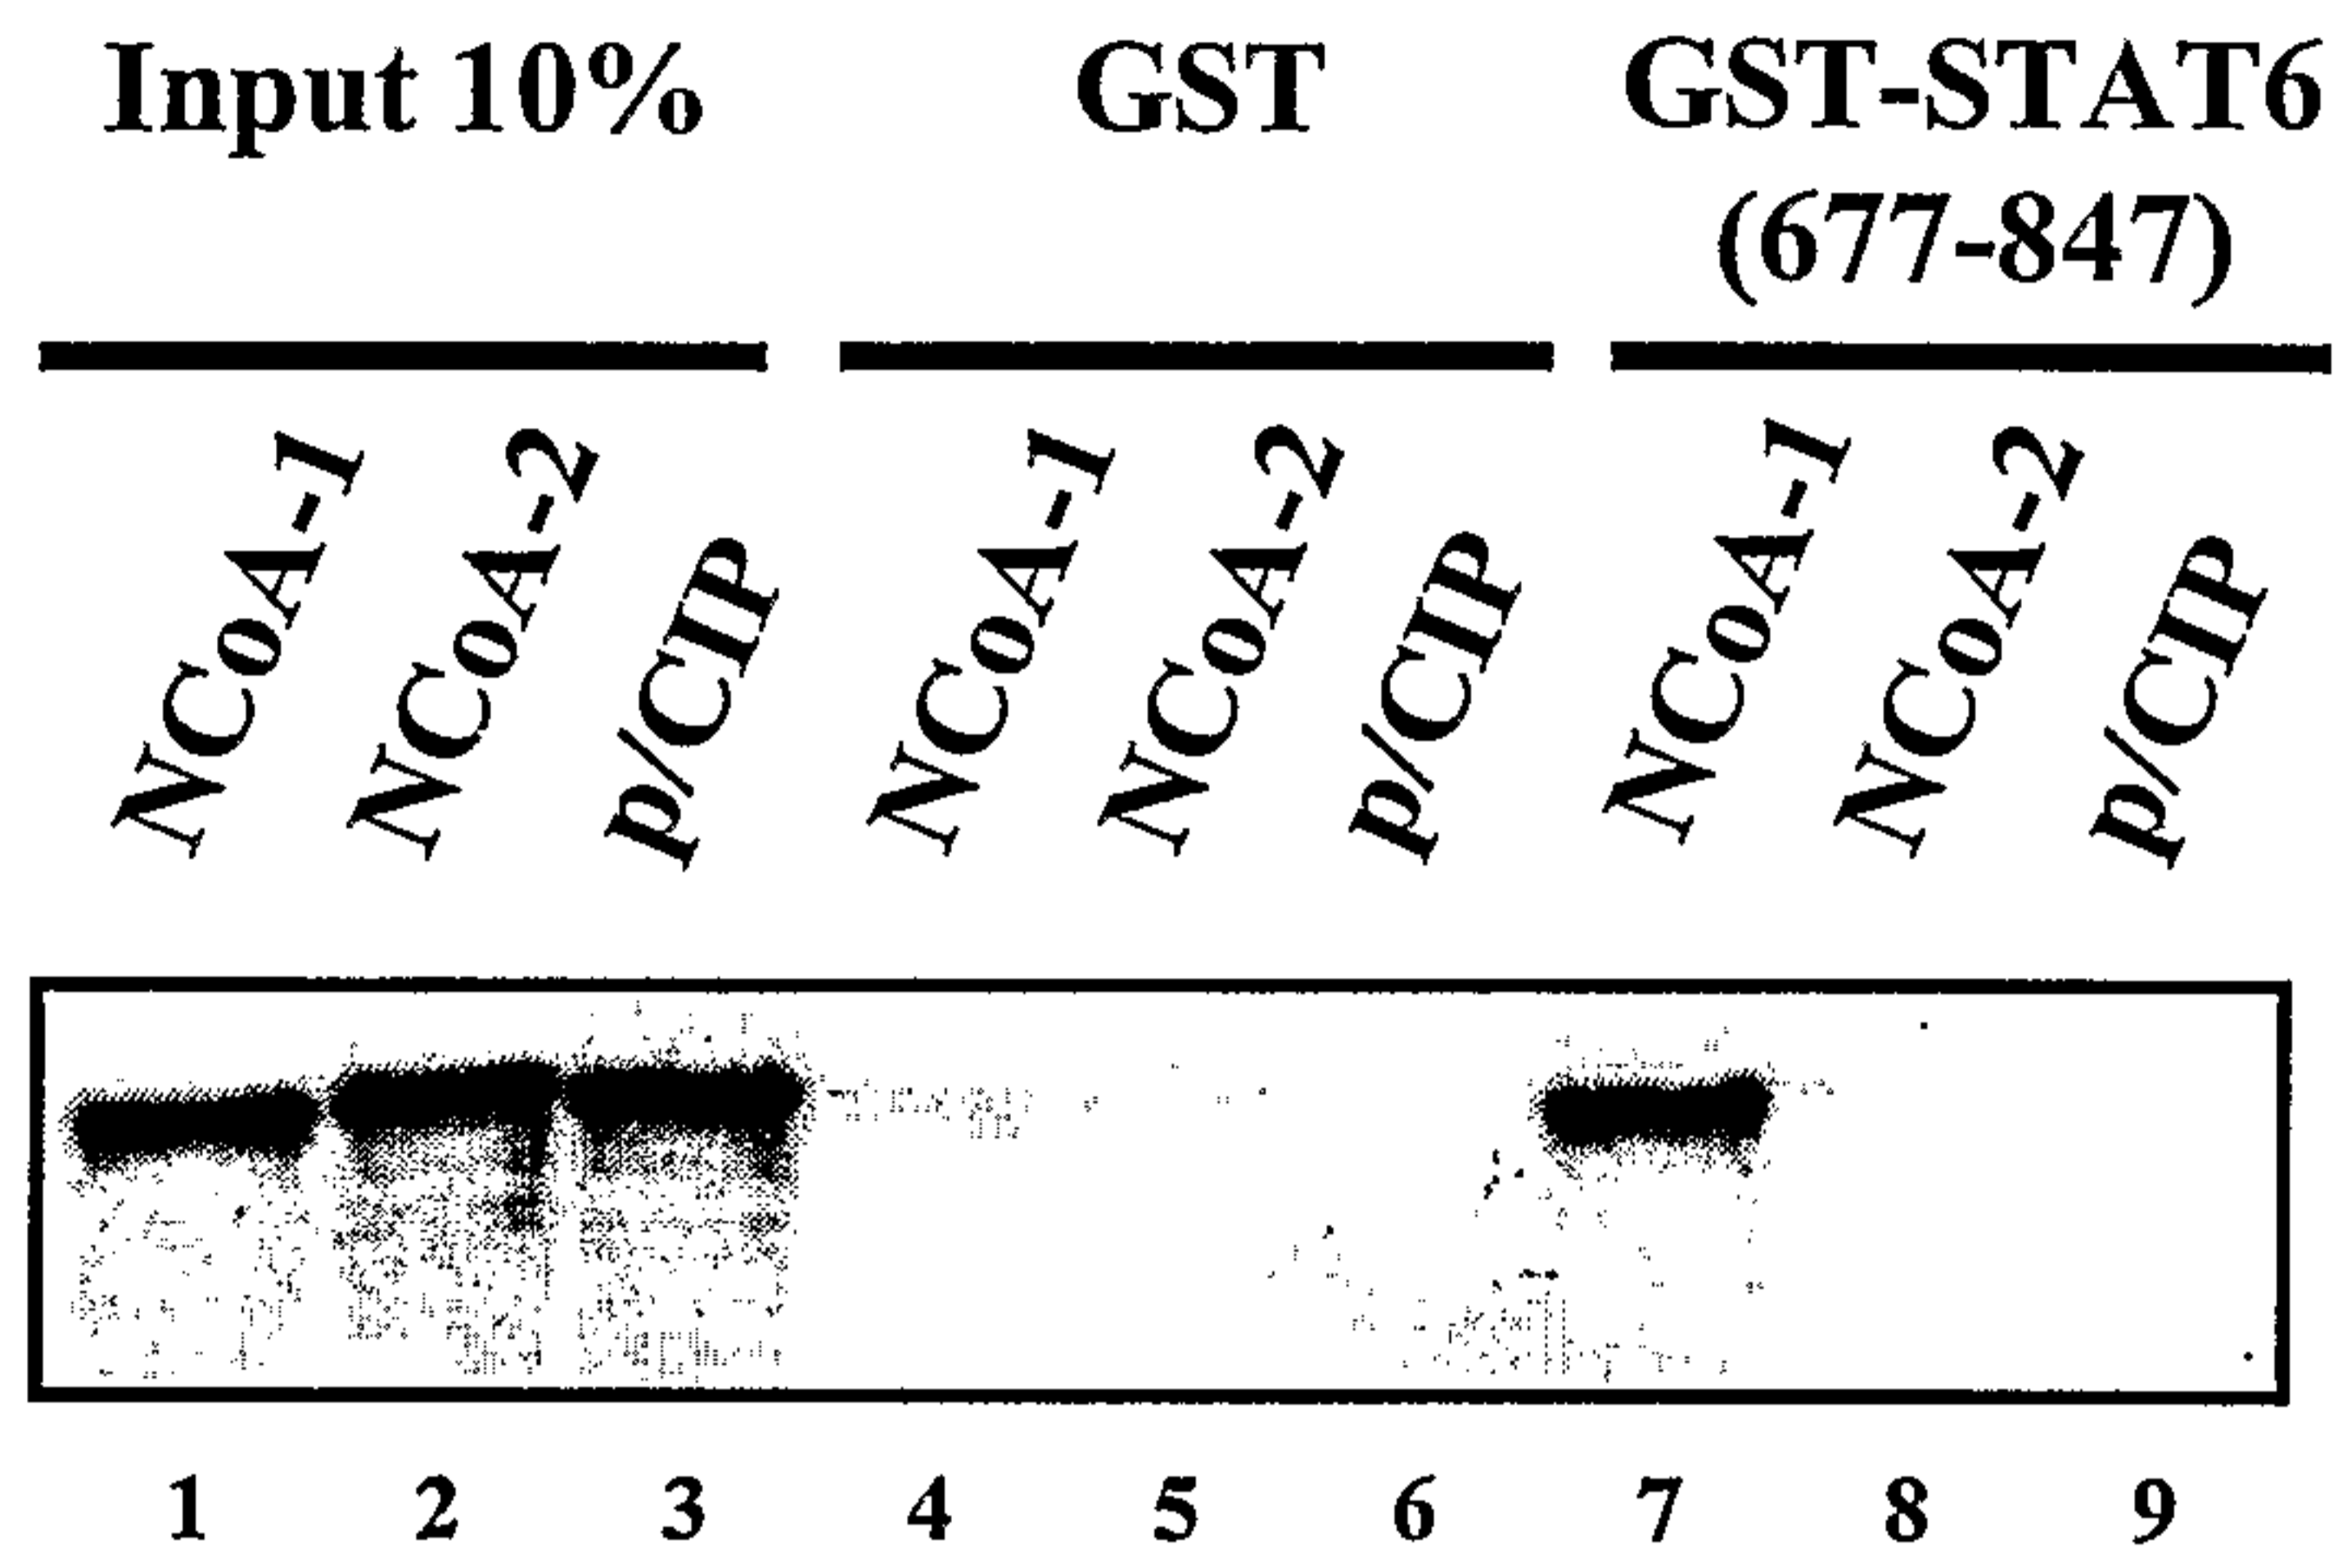 Input 10% GST GST-STAT6
(677-847)
NCoA-1 NCoA-2 p/CIP NCoA-1 NCoA-2 p/CIP NCoA-1 NCoA-2 p/CIP
1 2 3 4 5 6 7 8 9